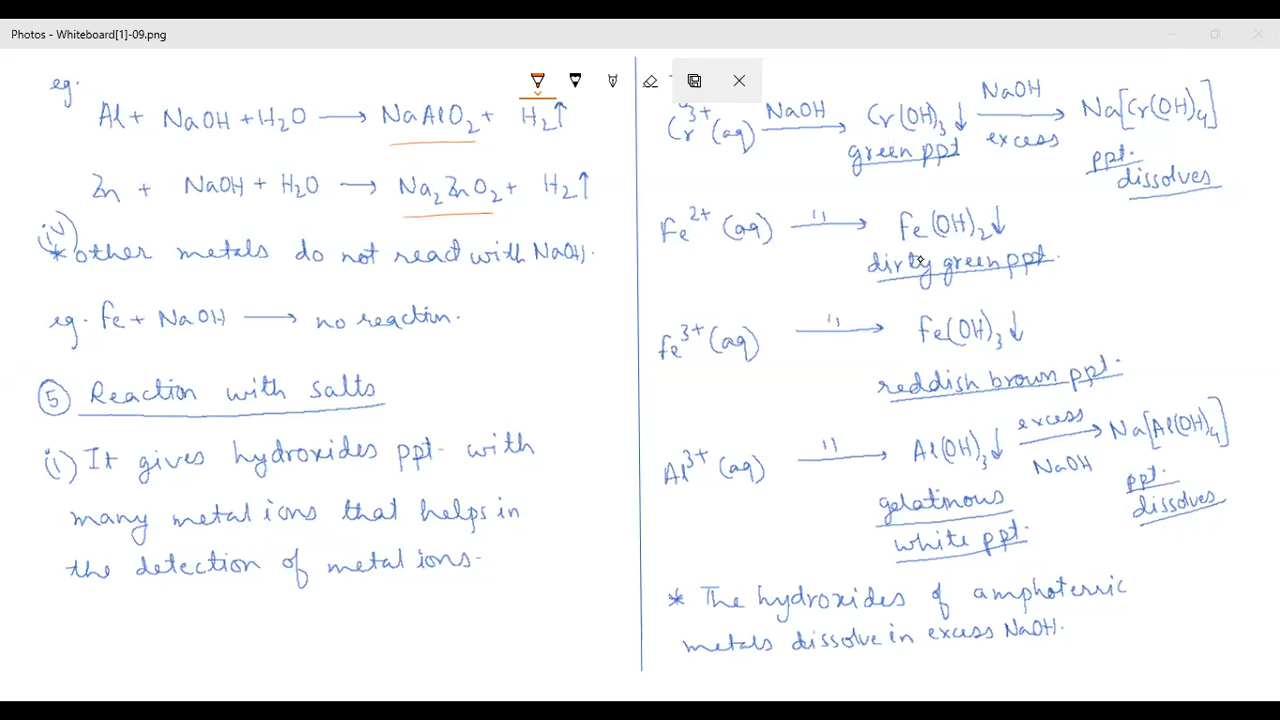 Photos - Whiteboard[1]-09.png
eg.
Al + NaOH + H2O ⟶ NaAlO2 + H2↑
Zn + NaOH + H2O ⟶ Na2ZnO2 + H2↑
(iv)
* other metals do not react with NaOH.
eg. Fe + NaOH ⟶ no reaction.
⑤ Reaction with salts
(i) It gives hydroxides ppt. with
many metal ions that helps in
the detection of metal ions.
Cr³⁺(aq) NaOH⟶ Cr(OH)3↓ NaOH⟶ excess Na[Cr(OH)4]
green ppt
ppt.
dissolves
Fe²⁺(aq) ,,⟶ Fe(OH)2↓
dirty green ppt.
Fe³⁺(aq) ,,⟶ Fe(OH)3↓
reddish brown ppt.
Al³⁺(aq) ,,⟶ Al(OH)3↓ excess⟶ NaOH Na[Al(OH)4]
gelatinous
white ppt.
ppt.
dissolves
* The hydroxides of amphoterric
metals dissolve in excess NaOH.